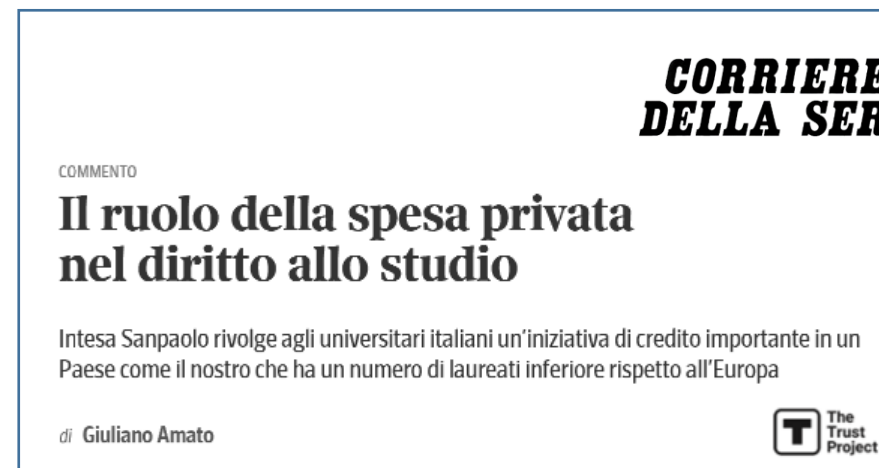 CORRIERE
DELLA SER
COMMENTO
Il ruolo della spesa privata
nel diritto allo studio
Intesa Sanpaolo rivolge agli universitari italiani un’iniziativa di credito importante in un
Paese come il nostro che ha un numero di laureati inferiore rispetto all’Europa
di Giuliano Amato
T The
Trust
Project